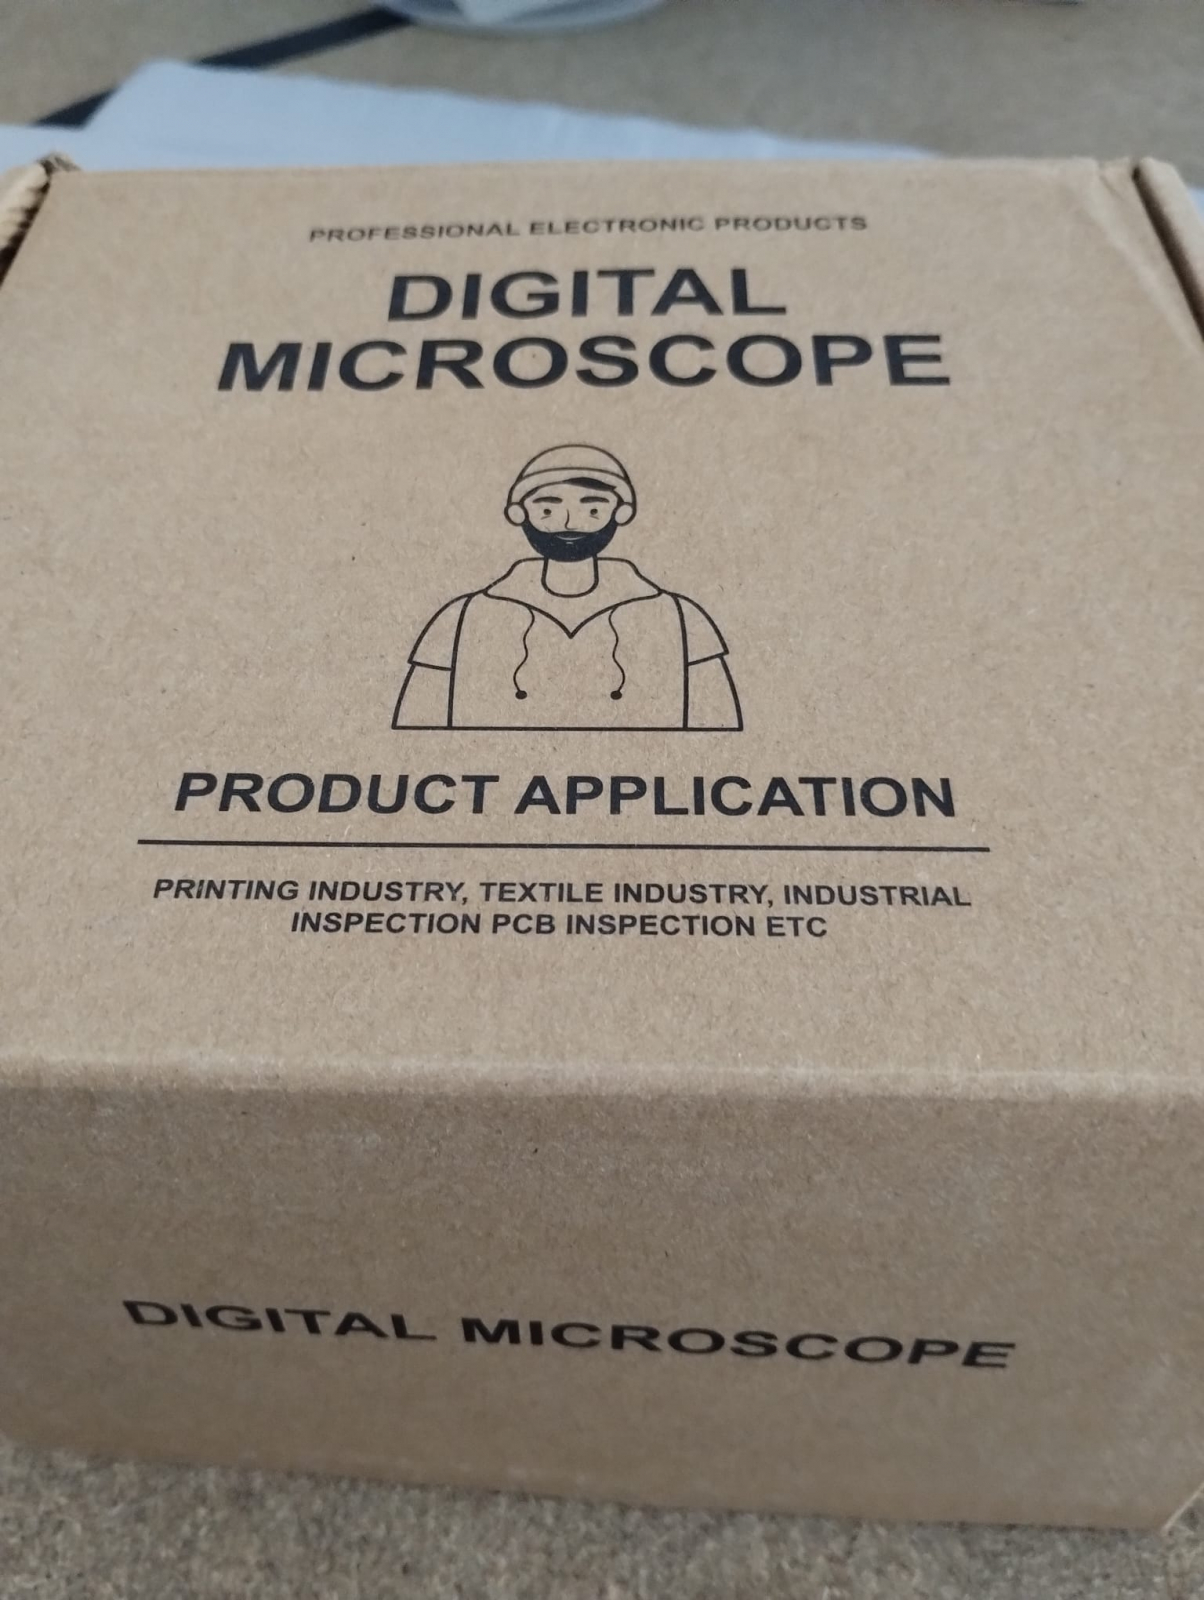 PROFESSIONAL ELECTRONIC PRODUCTS
DIGITAL
MICROSCOPE
PRODUCT APPLICATION
PRINTING INDUSTRY, TEXTILE INDUSTRY, INDUSTRIAL
INSPECTION PCB INSPECTION ETC
DIGITAL MICROSCOPE